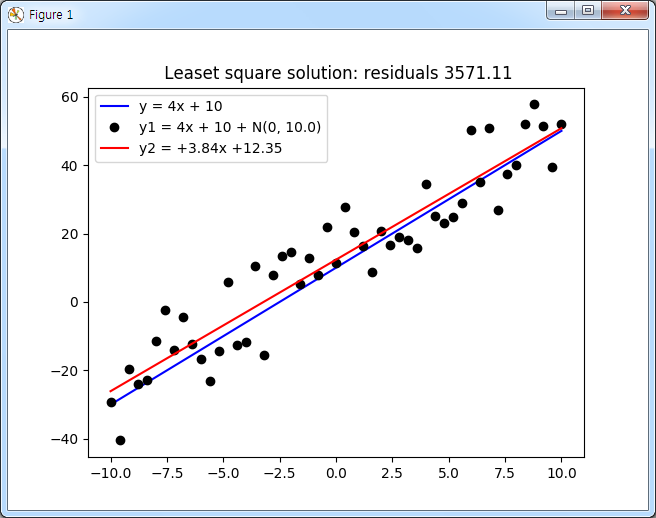 Figure 1
Leaset square solution: residuals 3571.11
y = 4x + 10
y1 = 4x + 10 + N(0, 10.0)
y2 = +3.84x +12.35
60
40
20
0
−20
−40
−10.0 −7.5 −5.0 −2.5 0.0 2.5 5.0 7.5 10.0